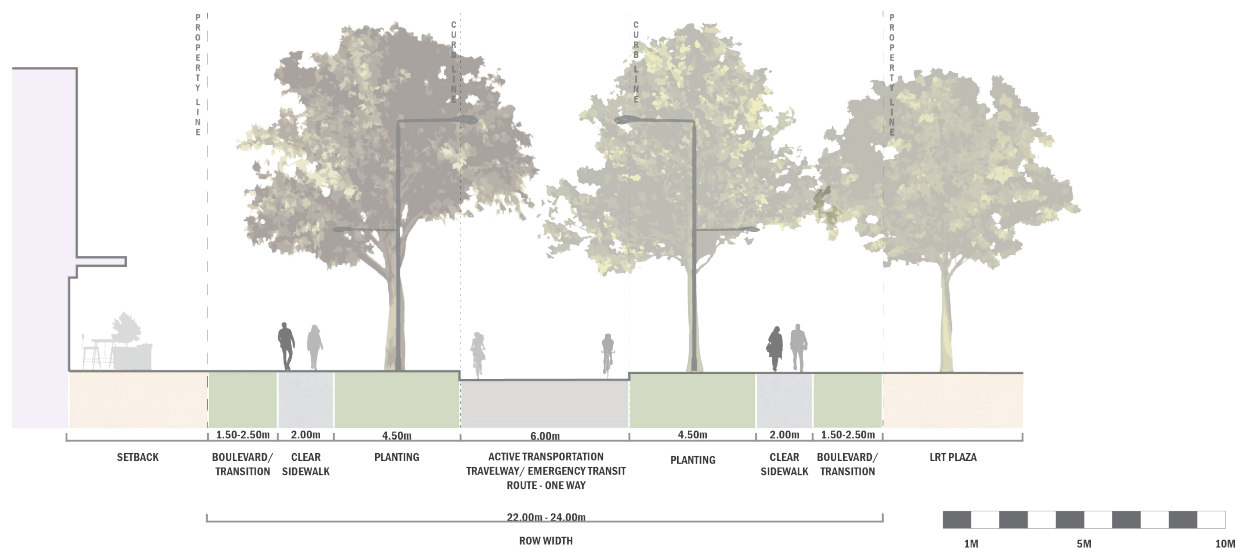 PROPERTY LINE
CURB LINE
CURB LINE
PROPERTY LINE
1.50-2.50m
2.00m
4.50m
6.00m
4.50m
2.00m
1.50-2.50m
SETBACK
BOULEVARD/
TRANSITION
CLEAR
SIDEWALK
PLANTING
ACTIVE TRANSPORTATION
TRAVELWAY/ EMERGENCY TRANSIT
ROUTE - ONE WAY
PLANTING
CLEAR
SIDEWALK
BOULEVARD/
TRANSITION
LRT PLAZA
22.00m - 24.00m
ROW WIDTH
1M
5M
10M